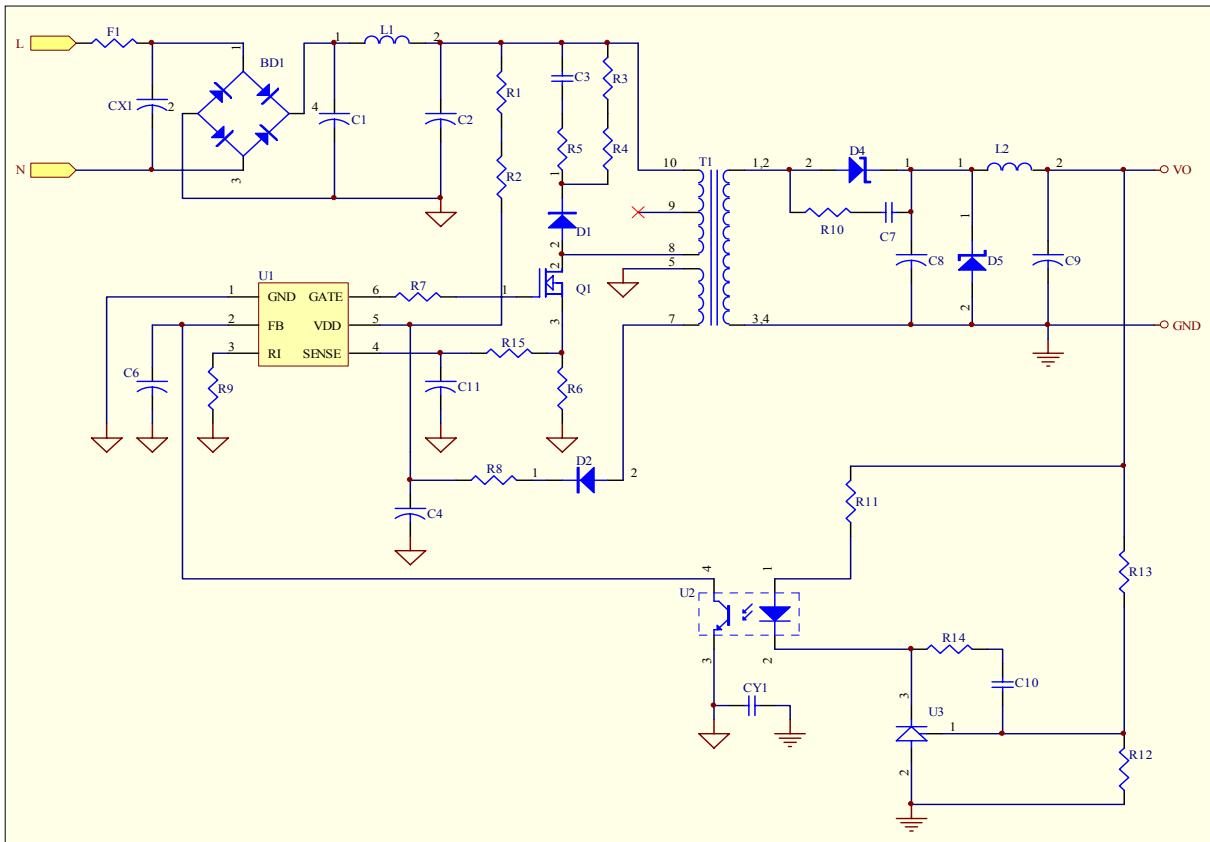 F1
L
1
BD1
CX1
2
4
3
N
1
L1
2
C1
C2
R1
R2
C3
R3
R5
R4
1
D1
2
2
Q1
1
3
T1
10
9
8
5
7
1,2
3,4
2
D4
1
R10
C7
C8
1
D5
2
1
L2
2
C9
VO
GND
U1
1 GND GATE 6
2 FB VDD 5
3 RI SENSE 4
R7
R15
C6
R9
C11
R6
R8
1
D2
2
C4
R11
R13
4
1
U2
3
2
CY1
R14
C10
3
U3
1
2
R12